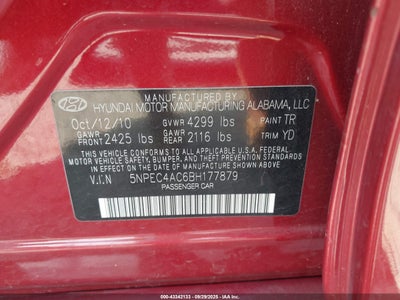 MANUFACTURED BY
HYUNDAI MOTOR MANUFACTURING ALABAMA, LLC
Oct/12/10 GVWR 4299 lbs PAINT TR
GAWR FRONT 2425 lbs GAWR REAR 2116 lbs TRIM YD
THIS VEHICLE CONFORMS TO ALL APPLICABLE U.S. FEDERAL MOTOR
VEHICLE SAFETY, BUMPER, AND THEFT PREVENTION STANDARDS IN
EFFECT ON THE DATE OF MANUFACTURE SHOWN ABOVE.
V.I.N 5NPEC4AC6BH177879
PASSENGER CAR
STOCK#: 43342133 | 09/29/2025 | IAA INC.